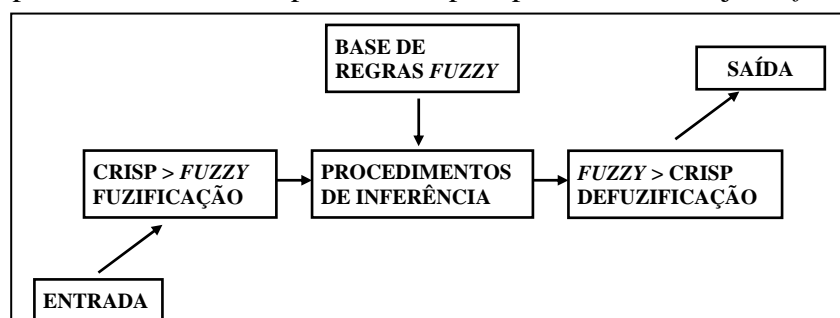 BASE DE
REGRAS FUZZY
SAÍDA
CRISP > FUZZY
FUZIFICAÇÃO
PROCEDIMENTOS
DE INFERÊNCIA
FUZZY > CRISP
DEFUZIFICAÇÃO
ENTRADA